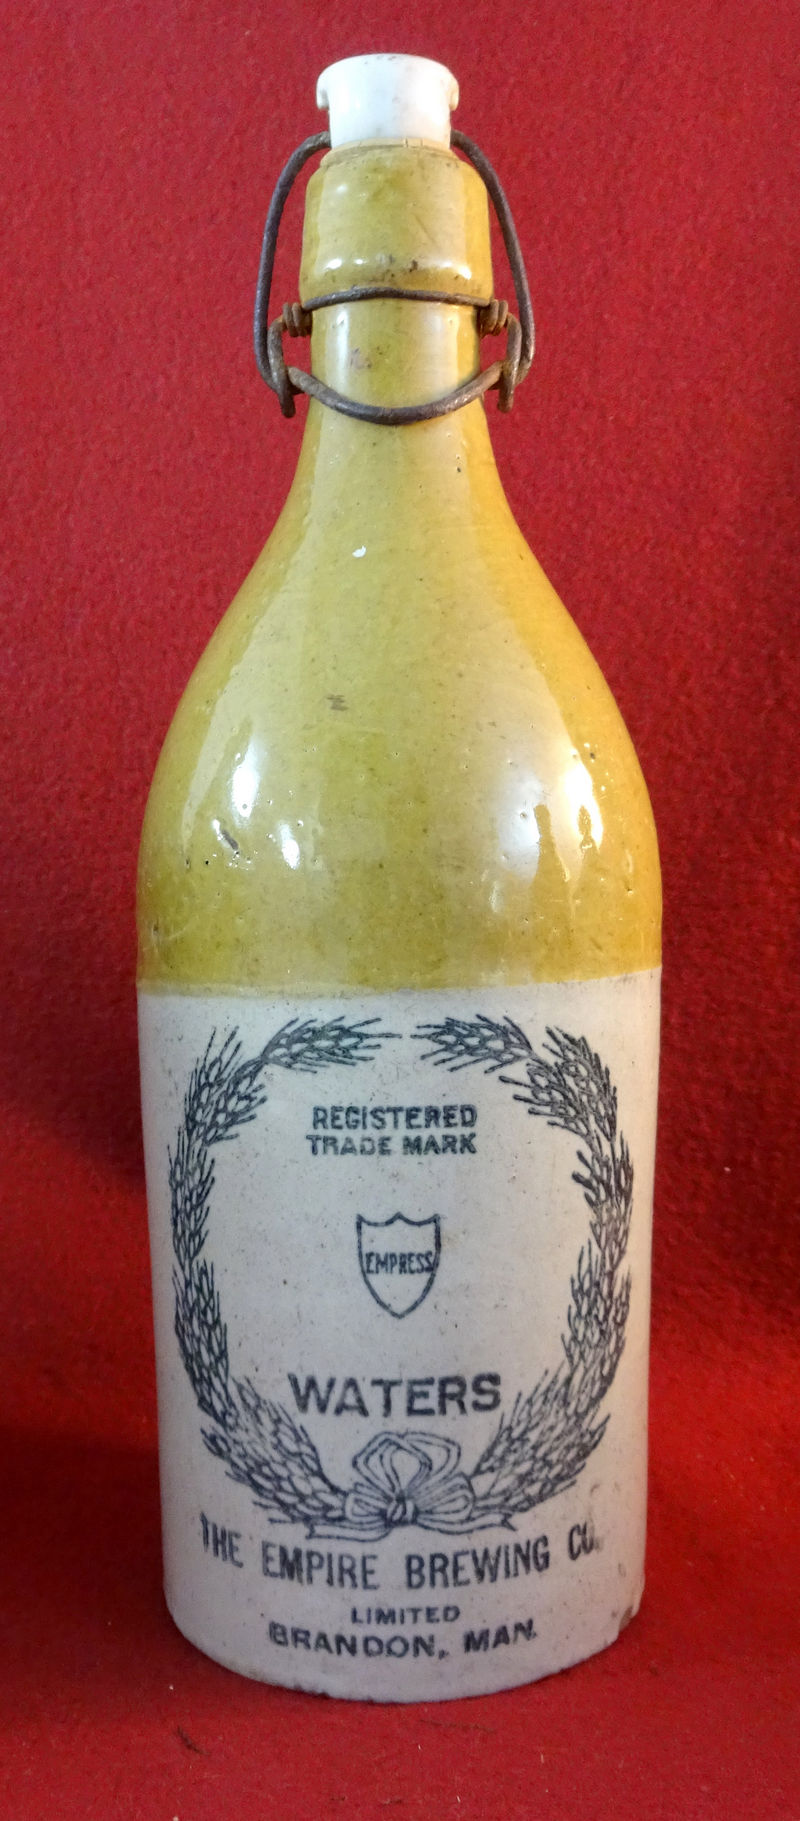 REGISTERED
TRADE MARK
EMPRESS
WATERS
THE EMPIRE BREWING CO.
LIMITED
BRANDON, MAN.